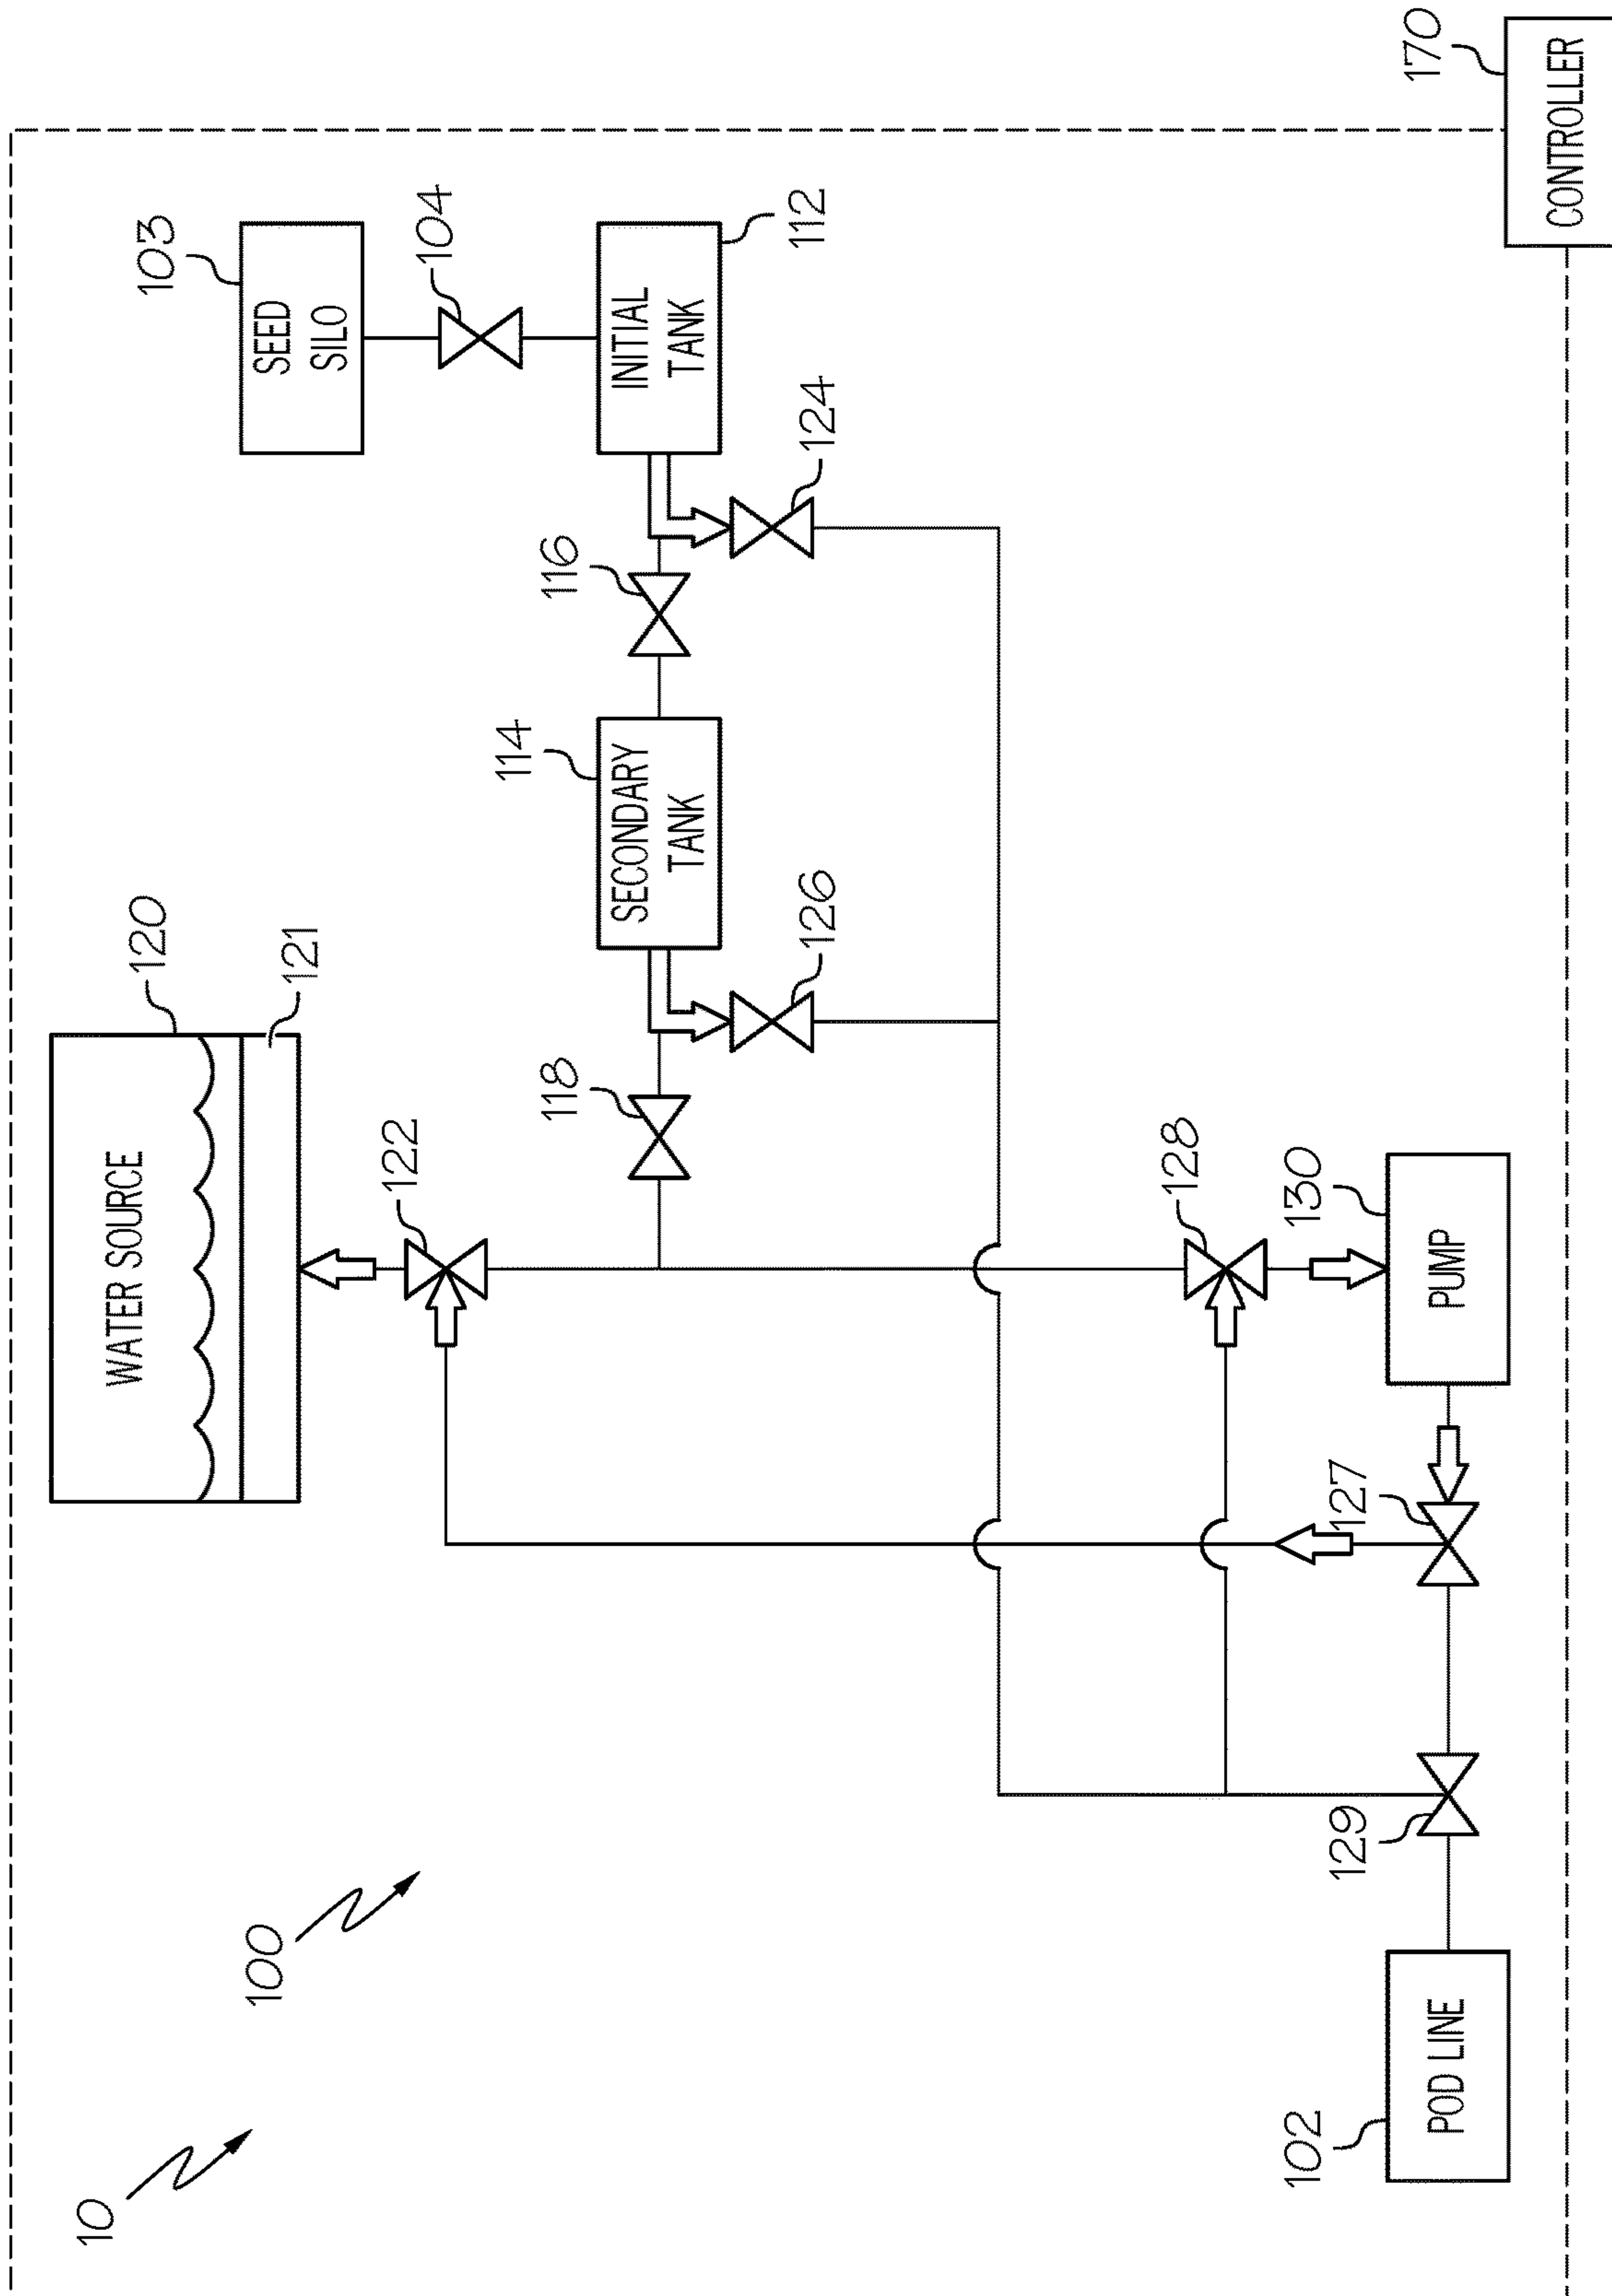 10
100
120
WATER SOURCE
121
103
SEED
SILO
104
122
118
116
114
SECONDARY
TANK
INITIAL
TANK
112
126
124
128
130
PUMP
127
129
102
POD LINE
170
CONTROLLER